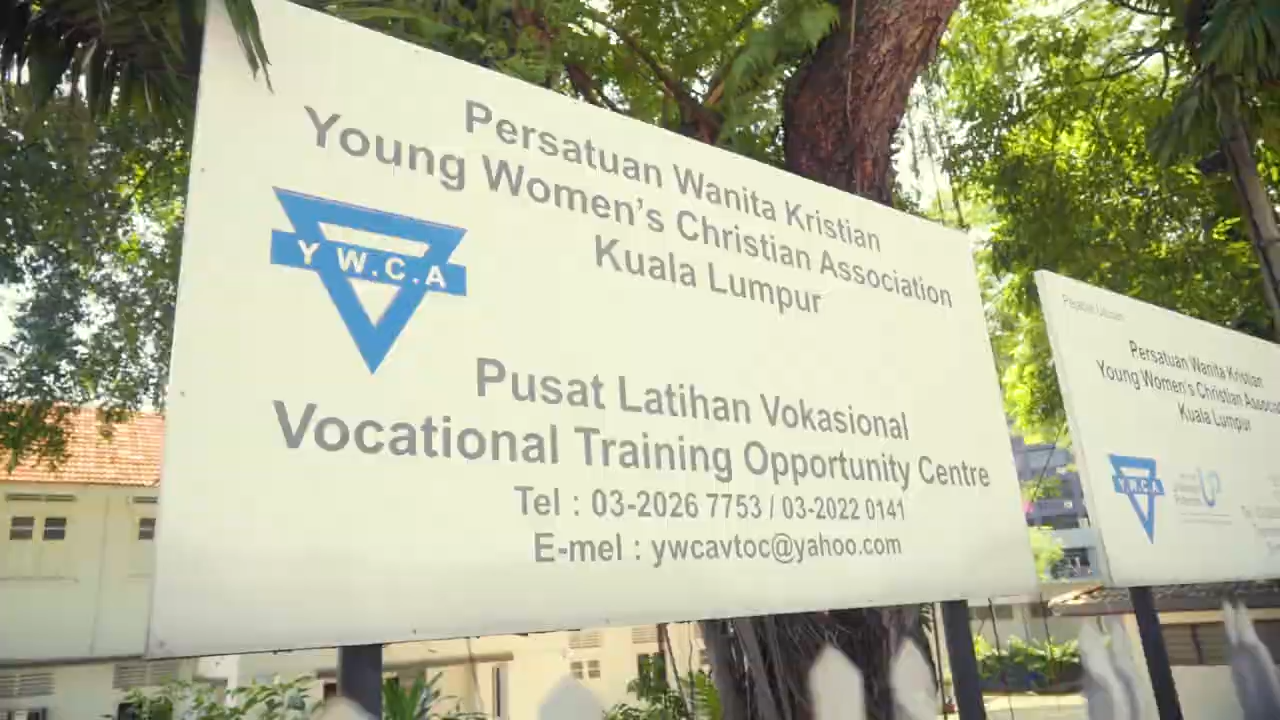 Persatuan Wanita Kristian
Young Women's Christian Association
Kuala Lumpur
Y W.C.A
Pusat Latihan Vokasional
Vocational Training Opportunity Centre
Tel : 03-2026 7753 / 03-2022 0141
E-mel : ywcavtoc@yahoo.com
Persatuan Wanita Kristian
Young Women's Christian
Kuala Lumpur
Y.W.C.A